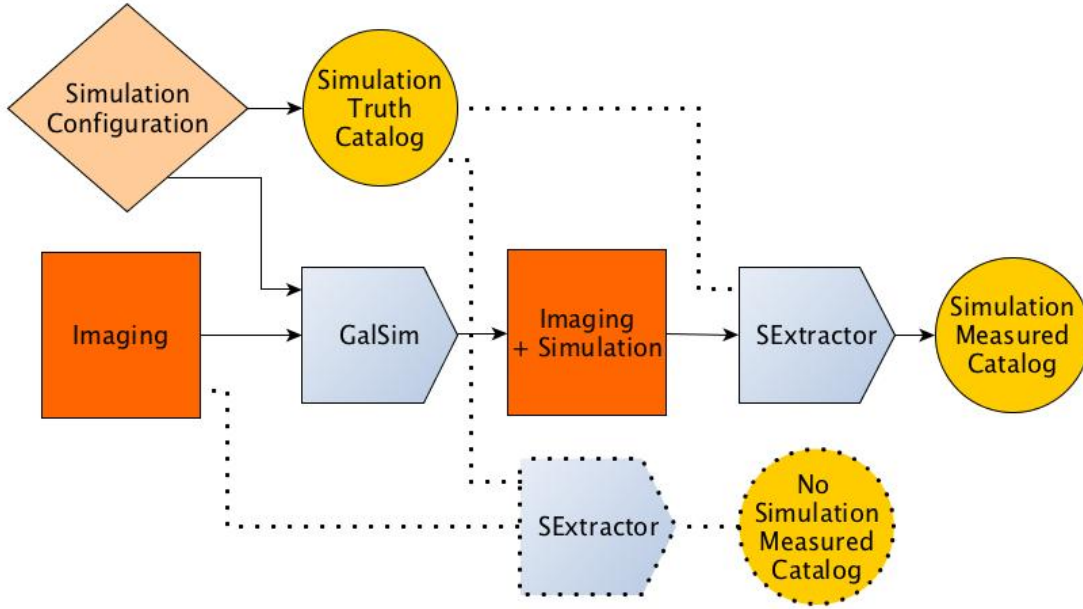 Simulation
Configuration
Simulation
Truth
Catalog
Imaging
GalSim
Imaging
+ Simulation
SExtractor
Simulation
Measured
Catalog
SExtractor
No
Simulation
Measured
Catalog